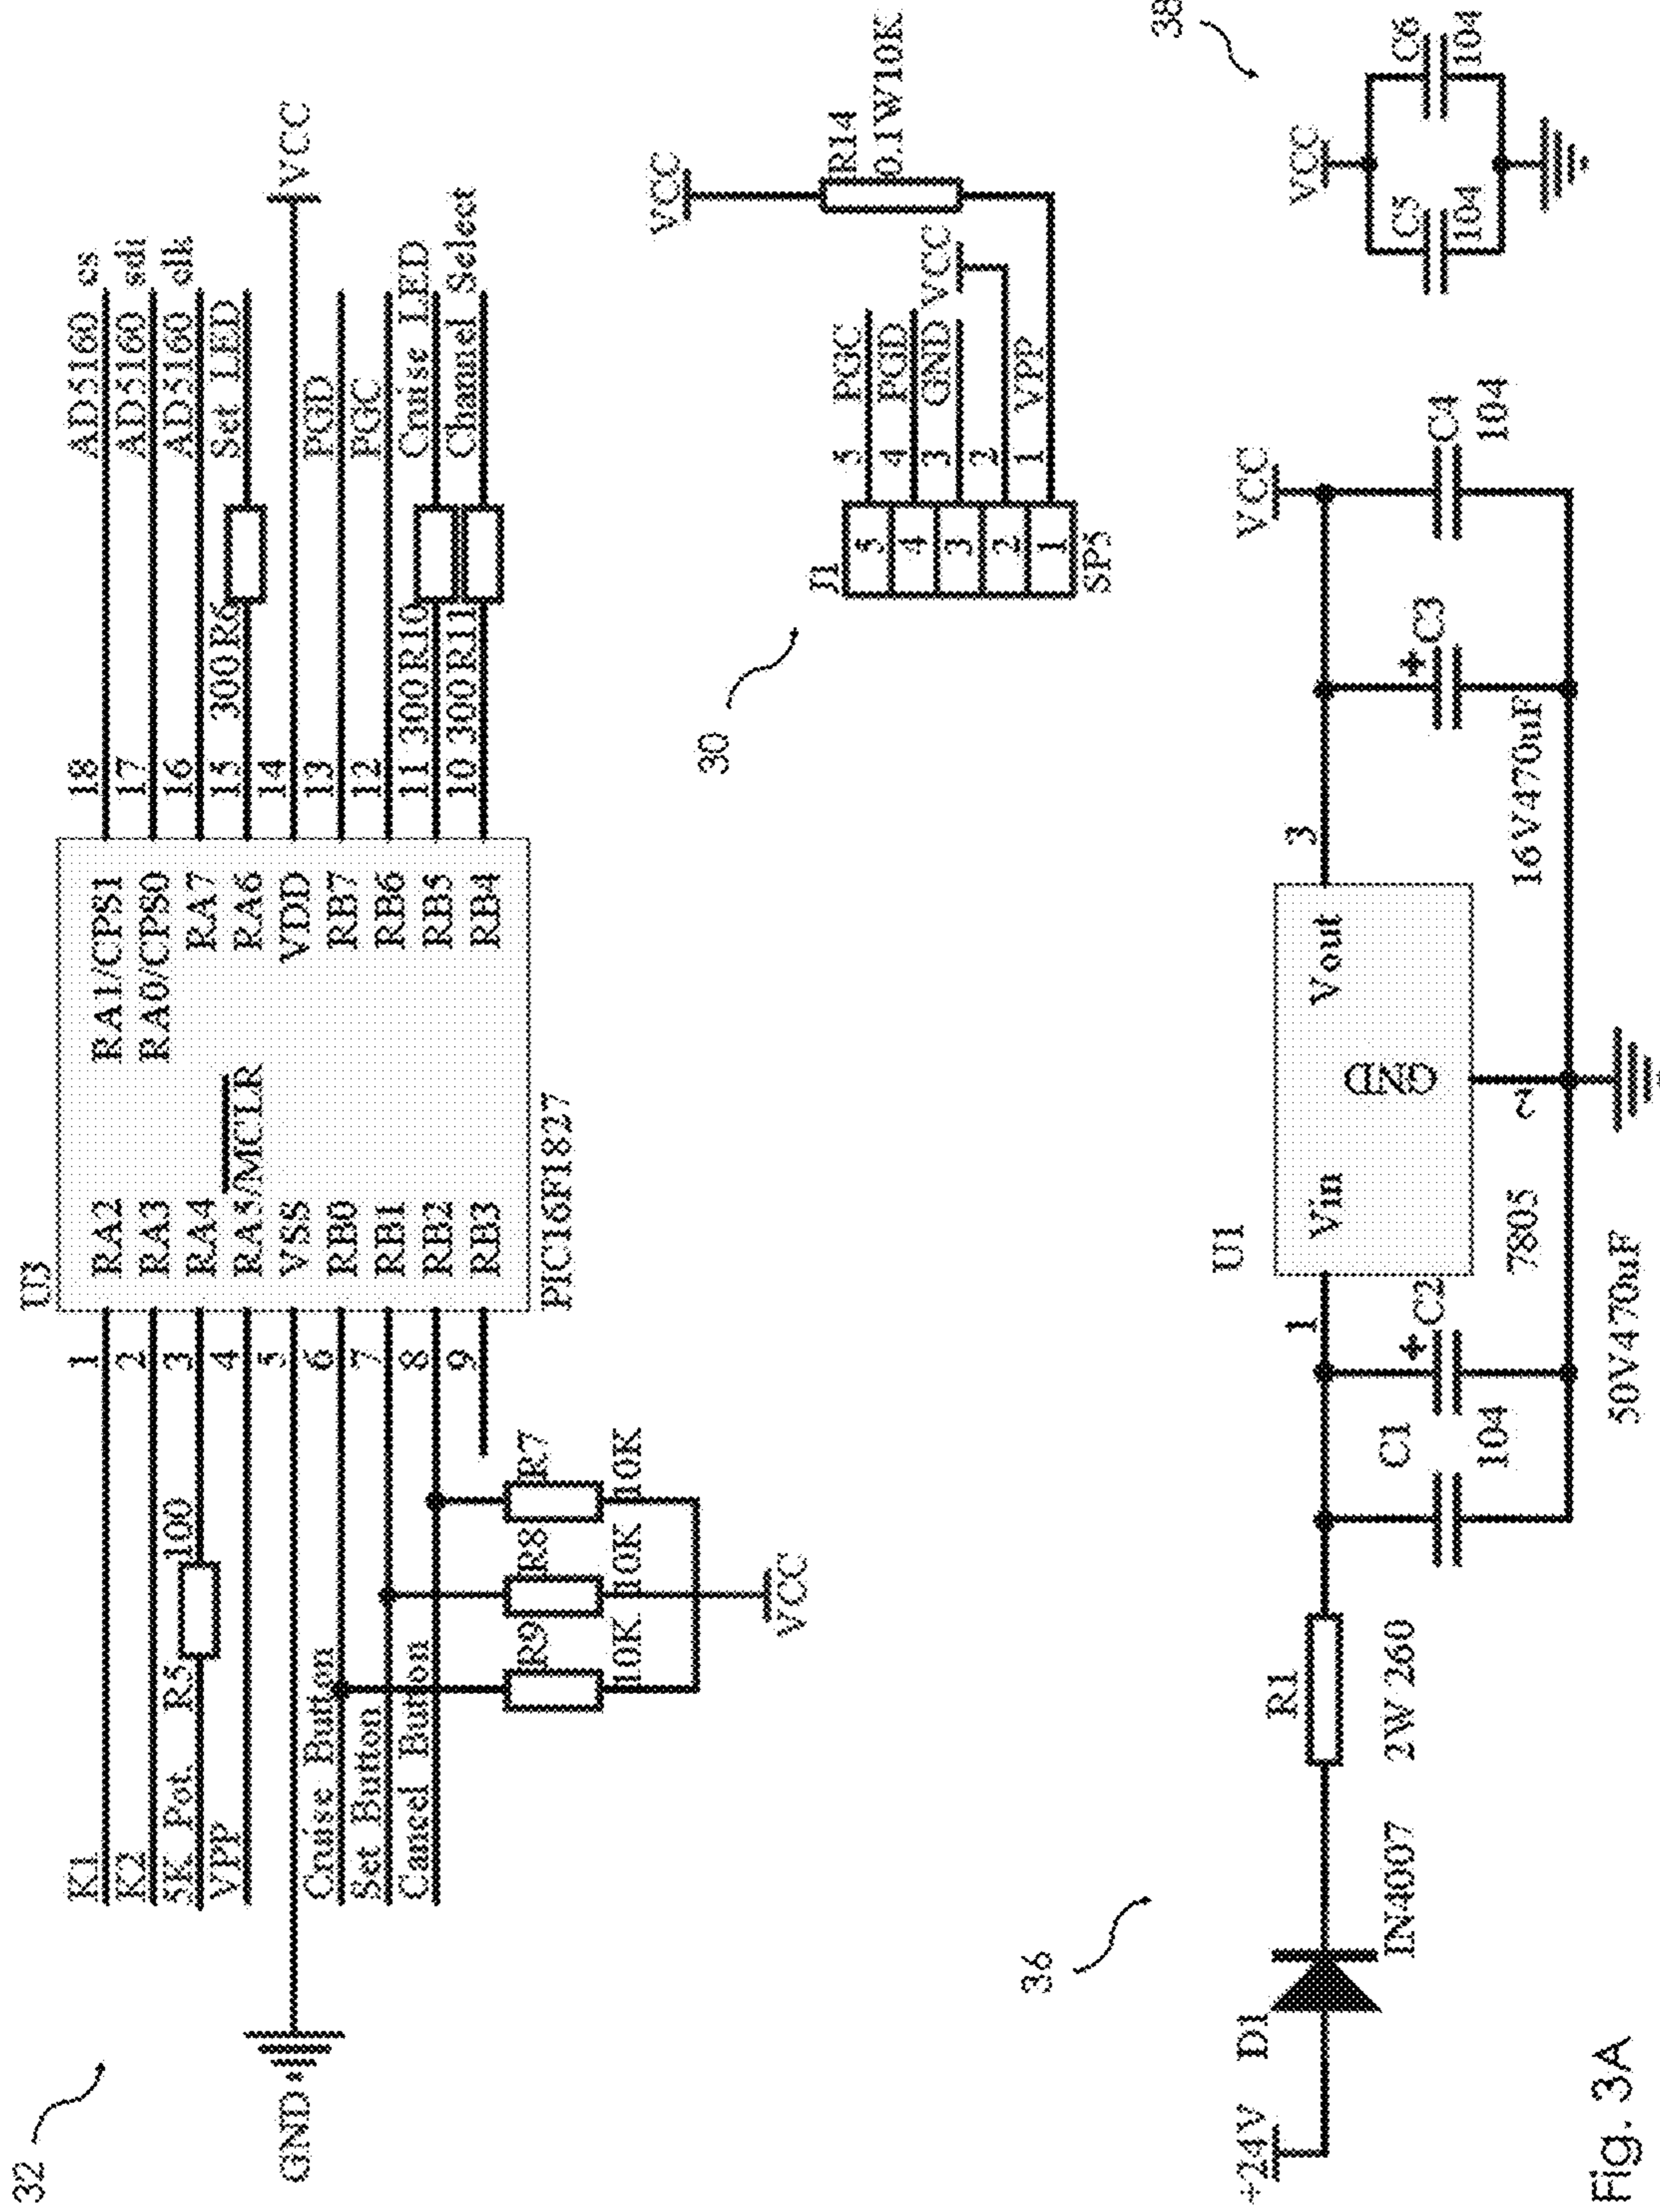 32
U3
K1
1
RA2
RA1/CPS1
18
AD5160 cs
K2
2
RA3
RA0/CPS0
17
AD5160 sdi
5K Pot. R5 100
3
RA4
RA7
16
AD5160 clk
VPP
4
RA5/MCLR
RA6
15
300 R6
Set LED
GND
5
VSS
VDD
14
VCC
Cruise Button
6
RB0
RB7
13
PGD
Set Button
7
RB1
RB6
12
PGC
Cancel Button
8
RB2
RB5
11
300 R10
Cruise LED
9
RB3
RB4
10
300 R11
Channel Select
R9
R8
R7
PIC16F1827
10K
10K
10K
VCC
30
J1
5
5
PGC
4
4
PGD
3
3
GND
2
2
VCC
1
1
VPP
SP5
VCC
R14
0.1W10K
36
+24V
D1
IN4007
R1
2W 260
C1
104
C2
50V470uF
U1
1
Vin
Vout
3
GND
2
7805
C3
16V470uF
VCC
C4
104
38
VCC
C5
104
C6
104
Fig. 3A